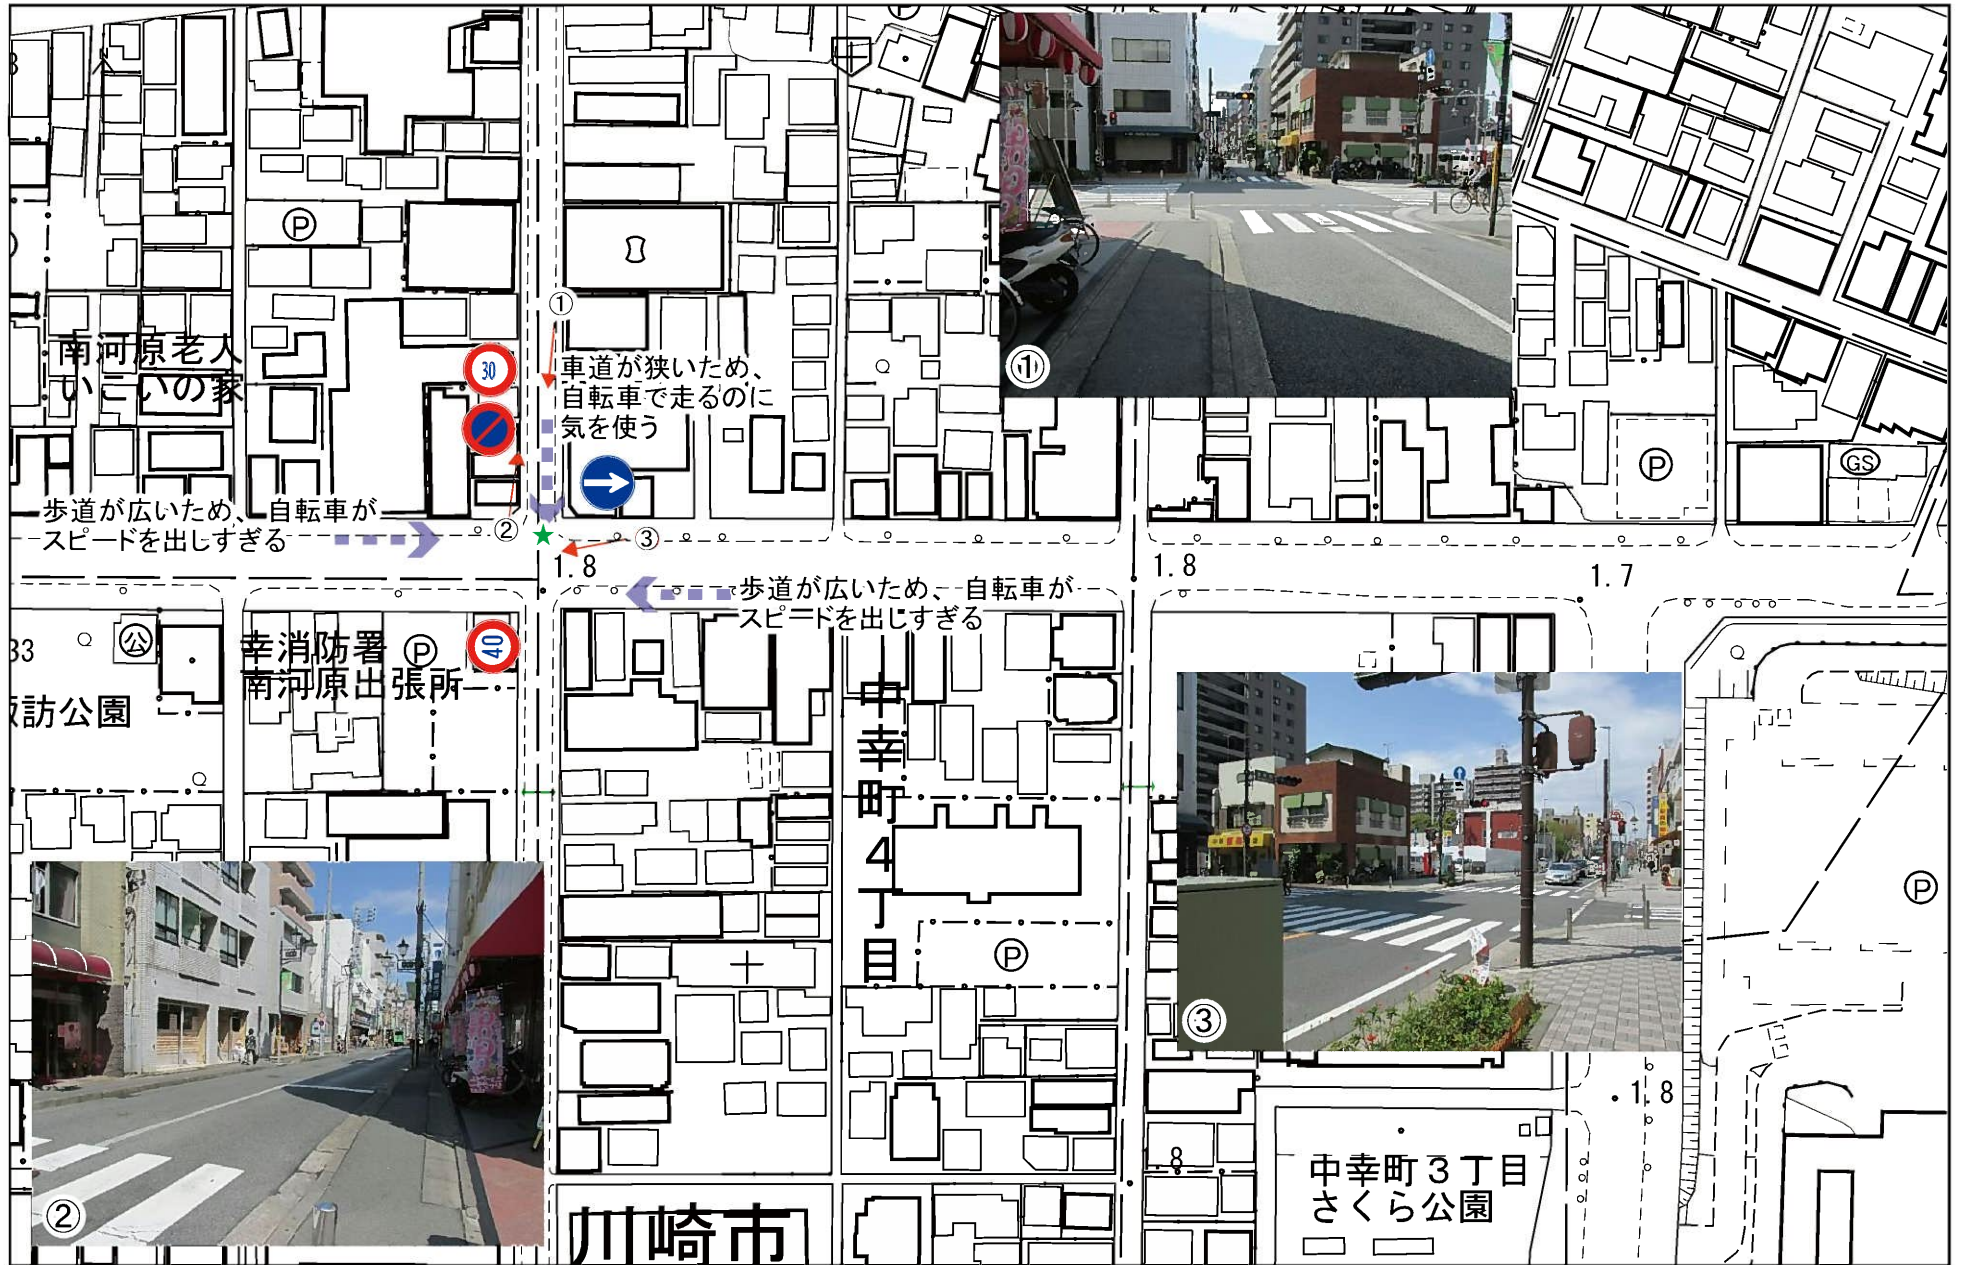 P
3
P
①
南河原老人
いこいの家
30
①
車道が狭いため、
自転車で走るのに
気を使う
P
GS
歩道が広いため、自転車が
スピードを出しすぎる
②
③
1.8
1.8
1.7
歩道が広いため、自転車が
スピードを出しすぎる
公
33
幸消防署
南河原出張所
P
40
訪公園
中幸町4丁目
P
P
③
1.8
.8
②
中幸町3丁目
さくら公園
川崎市